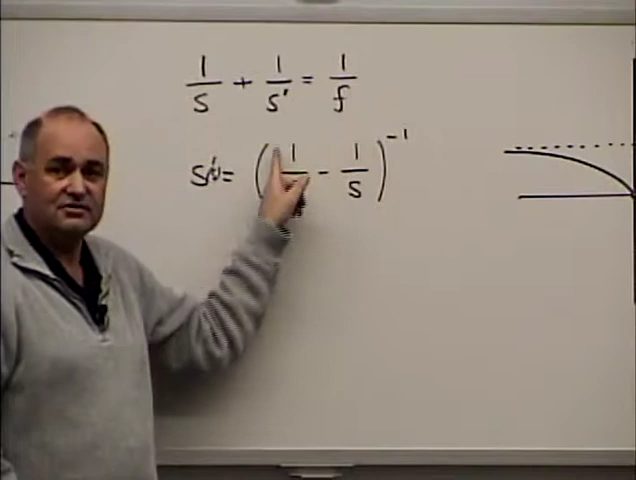 1/s + 1/s' = 1/f
s' = (1/ - 1/s)^-1